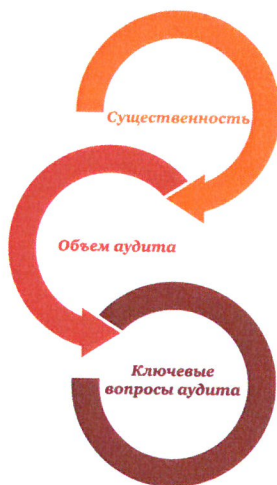 Существенность
Объем аудита
Ключевые
вопросы аудита